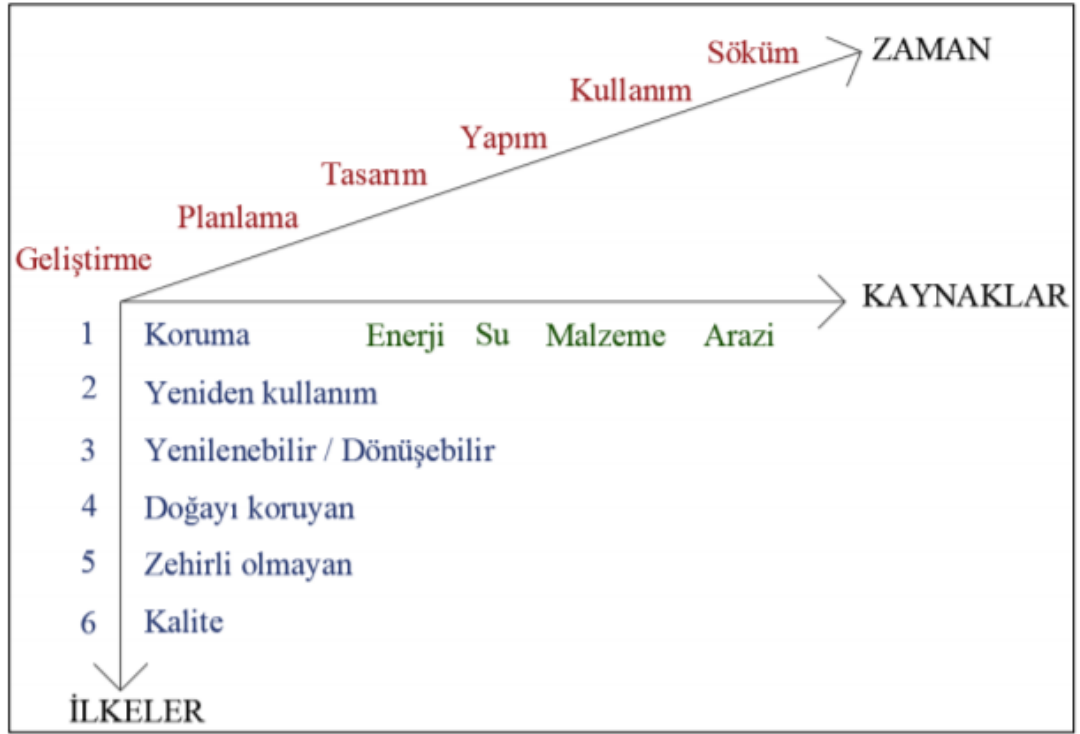 Söküm
ZAMAN
Kullanım
Yapım
Tasarım
Planlama
Geliştirme
KAYNAKLAR
1 Koruma Enerji Su Malzeme Arazi
2 Yeniden kullanım
3 Yenilenebilir / Dönüşebilir
4 Doğayı koruyan
5 Zehirli olmayan
6 Kalite
İLKELER